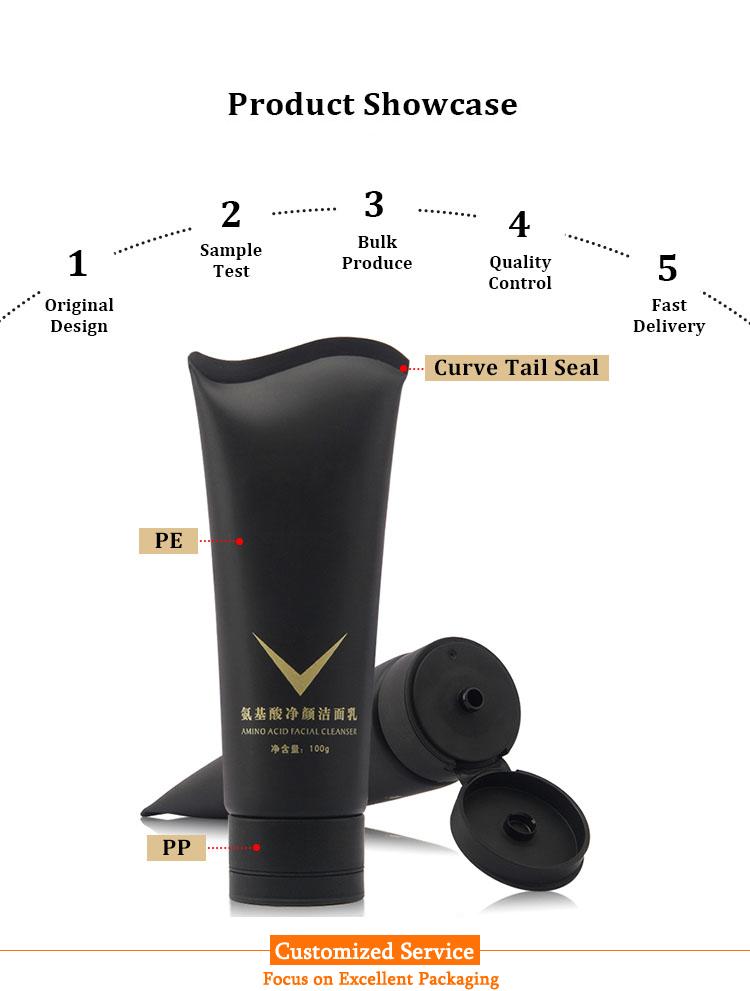 Product Showcase
1
Original
Design
2
Sample
Test
3
Bulk
Produce
4
Quality
Control
5
Fast
Delivery
Curve Tail Seal
PE
氨基酸净颜洁面乳
AMINO ACID FACIAL CLEANSER
净含量: 100g
PP
Customized Service
Focus on Excellent Packaging